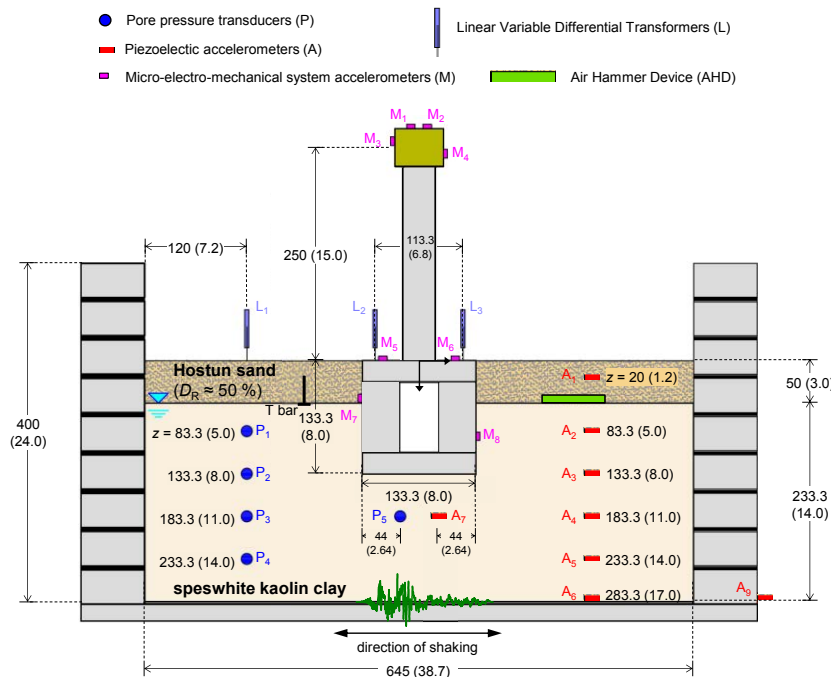 Pore pressure transducers (P)
Linear Variable Differential Transformers (L)
Piezoelectic accelerometers (A)
Micro-electro-mechanical system accelerometers (M)
Air Hammer Device (AHD)
M1
M2
M3
M4
120 (7.2)
250 (15.0)
113.3
(6.8)
L1
L2
L3
M5
M6
Hostun sand
(DR ≈ 50 %)
A1
z = 20 (1.2)
50 (3.0)
T bar
133.3
(8.0)
M7
M8
400
(24.0)
z = 83.3 (5.0)
P1
A2
83.3 (5.0)
133.3 (8.0)
P2
A3
133.3 (8.0)
133.3 (8.0)
233.3
(14.0)
183.3 (11.0)
P3
P5
A7
A4
183.3 (11.0)
44
(2.64)
44
(2.64)
233.3 (14.0)
P4
A5
233.3 (14.0)
speswhite kaolin clay
A6
283.3 (17.0)
A9
direction of shaking
645 (38.7)